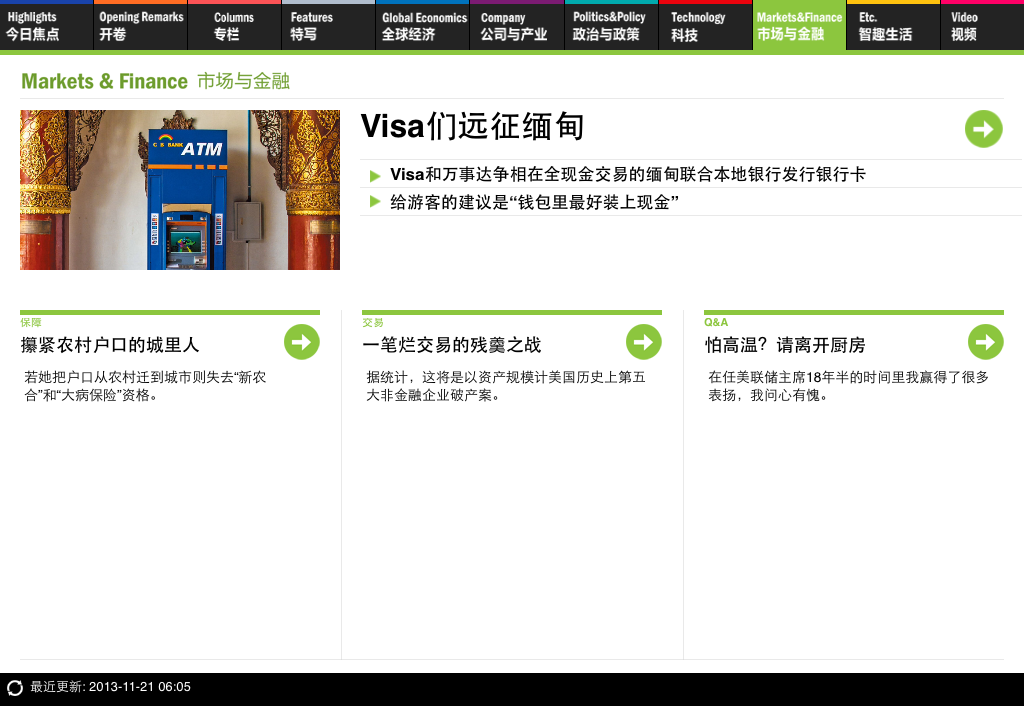 Highlights
今日焦点
Opening Remarks
开卷
Columns
专栏
Features
特写
Global Economics
全球经济
Company
公司与产业
Politics&Policy
政治与政策
Technology
科技
Markets&Finance
市场与金融
Etc.
智趣生活
Video
视频
Markets & Finance 市场与金融
C S BANK ATM
Visa们远征缅甸
Visa和万事达争相在全现金交易的缅甸联合本地银行发行银行卡
给游客的建议是“钱包里最好装上现金”
保障
攥紧农村户口的城里人
若她把户口从农村迁到城市则失去“新农
合”和“大病保险”资格。
交易
一笔烂交易的残羹之战
据统计，这将是以资产规模计美国历史上第五
大非金融企业破产案。
Q&A
怕高温？请离开厨房
在任美联储主席18年半的时间里我赢得了很多
表扬，我问心有愧。
最近更新: 2013-11-21 06:05